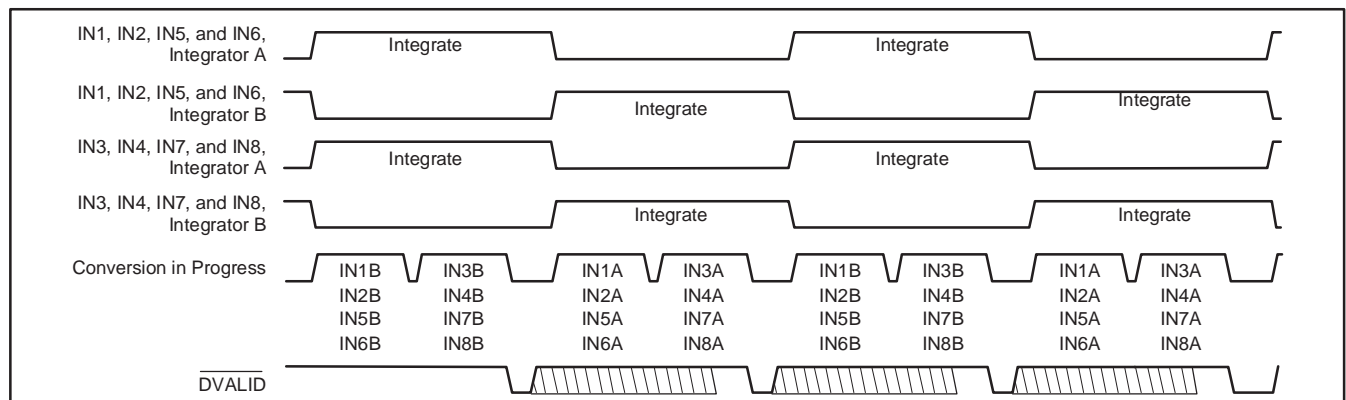 IN1, IN2, IN5, and IN6,
Integrator A
Integrate
Integrate
IN1, IN2, IN5, and IN6,
Integrator B
Integrate
Integrate
IN3, IN4, IN7, and IN8,
Integrator A
Integrate
Integrate
IN3, IN4, IN7, and IN8,
Integrator B
Integrate
Integrate
Conversion in Progress
IN1B IN3B IN1A IN3A IN1B IN3B IN1A IN3A
IN2B IN4B IN2A IN4A IN2B IN4B IN2A IN4A
IN5B IN7B IN5A IN7A IN5B IN7B IN5A IN7A
IN6B IN8B IN6A IN8A IN6B IN8B IN6A IN8A
DVALID